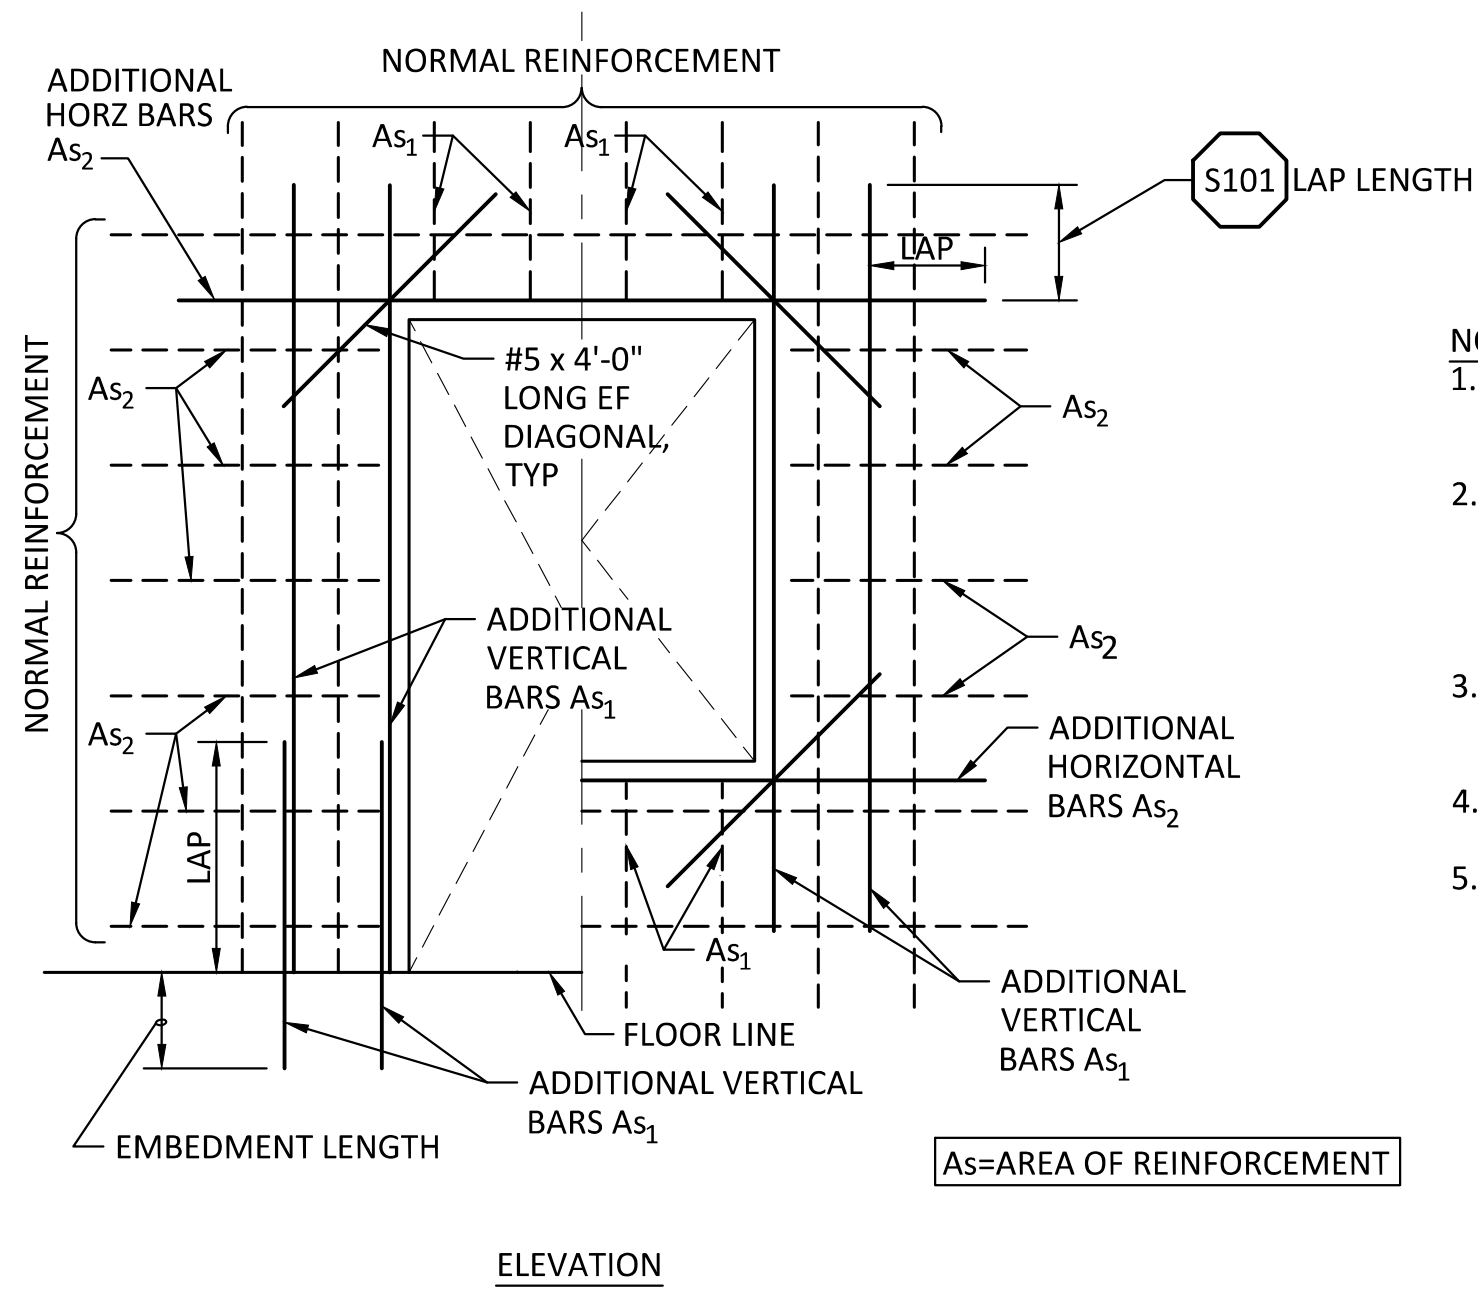 NORMAL REINFORCEMENT
ADDITIONAL
HORZ BARS
As2
As1
As1
S101 LAP LENGTH
LAP
NORMAL REINFORCEMENT
#5 x 4'-0"
LONG EF
DIAGONAL,
TYP
As2
As2
1.
2.
ADDITIONAL
VERTICAL
BARS As1
As2
3.
As2
ADDITIONAL
HORIZONTAL
BARS As2
4.
LAP
5.
As1
ADDITIONAL
VERTICAL
BARS As1
FLOOR LINE
ADDITIONAL VERTICAL
BARS As1
EMBEDMENT LENGTH
As=AREA OF REINFORCEMENT
ELEVATION